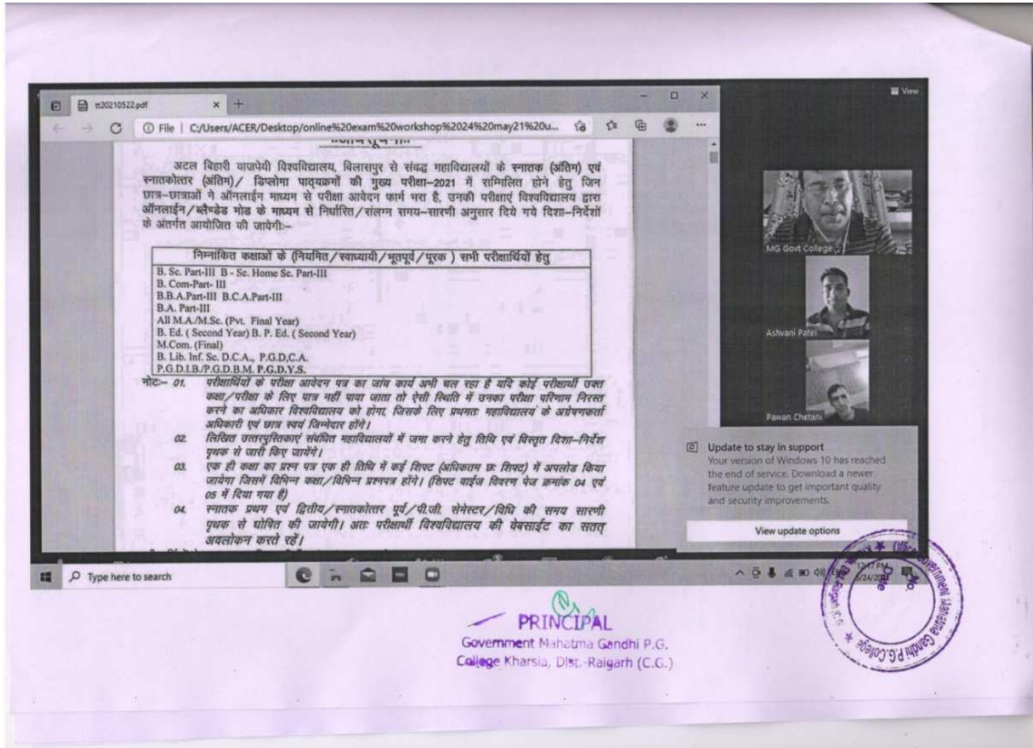 View
tt20210522.pdf
File | C:/Users/ACER/Desktop/online%20exam%20workshop%2024%20may21%20u...
अटल बिहारी वाजपेयी विश्वविद्यालय, बिलासपुर से संबद्ध महाविद्यालयों के स्नातक (अंतिम) एवं
स्नातकोत्तर (अंतिम)/ डिप्लोमा पाठ्यक्रमों की मुख्य परीक्षा-2021 में सम्मिलित होने हेतु जिन
छात्र-छात्राओं ने ऑनलाईन माध्यम से परीक्षा आवेदन फार्म भरा है, उनकी परीक्षाएं विश्वविद्यालय द्वारा
ऑनलाईन/ब्लैण्डेड मोड के माध्यम से निर्धारित/संलग्न समय-सारणी अनुसार दिये गये दिशा-निर्देशों
के अंतर्गत आयोजित की जावेगीः-
निम्नांकित कक्षाओं के (नियमित/स्वाध्यायी/भूतपूर्व/पूरक ) सभी परीक्षार्थियों हेतु
B. Sc. Part-III B - Sc. Home Sc. Part-III
B. Com-Part- III
B.B.A.Part-III B.C.A.Part-III
B.A. Part-III
All M.A./M.Sc. (Pvt. Final Year)
B. Ed. ( Second Year) B. P. Ed. ( Second Year)
M.Com. (Final)
B. Lib. Inf. Sc. D.C.A., P.G.D,C.A.
P.G.D.I.B/P.G.D.B.M. P.G.D.Y.S.
नोटः- 01. परीक्षार्थियों के परीक्षा आवेदन पत्र का जांच कार्य अभी चल रहा है यदि कोई परीक्षार्थी उक्त
कक्षा/परीक्षा के लिए पात्र नहीं पाया जाता तो ऐसी स्थिति में उनका परीक्षा परिणाम निरस्त
करने का अधिकार विश्वविद्यालय को होगा, जिसके लिए प्रथमतः महाविद्यालय के अग्रेषणकर्ता
अधिकारी एवं छात्र स्वयं जिम्मेदार होंगे।
02. लिखित उत्तरपुस्तिकाएं संबंधित महाविद्यालयों में जमा करने हेतु तिथि एवं विस्तृत दिशा-निर्देश
पृथक से जारी किए जायेंगे।
03. एक ही कक्षा का प्रश्न पत्र एक ही तिथि में कई शिफ्ट (अधिकतम छः शिफ्ट) में अपलोड किया
जायेगा जिसमें विभिन्न कक्षा/विभिन्न प्रश्नपत्र होंगे। (शिफ्ट वाईज विवरण पेज क्रमांक 04 एवं
05 में दिया गया है)
04. स्नातक प्रथम एवं द्वितीय/स्नातकोत्तर पूर्व/पी.जी. सेमेस्टर/विधि की समय सारणी
पृथक से घोषित की जायेगी। अतः परीक्षार्थी विश्वविद्यालय की वेबसाईट का सतत्
अवलोकन करते रहें।
MG Govt College
Ashvani Patel
Pawan Chetani
Update to stay in support
Your version of Windows 10 has reached
the end of service. Download a newer
feature update to get important quality
and security improvements.
View update options
Type here to search
12:17 PM
PRINCIPAL
Government Mahatma Gandhi P.G.
College Kharsia, Dist.-Raigarh (C.G.)
Office Government Mahatma Gandhi P.G.College
No.
Date